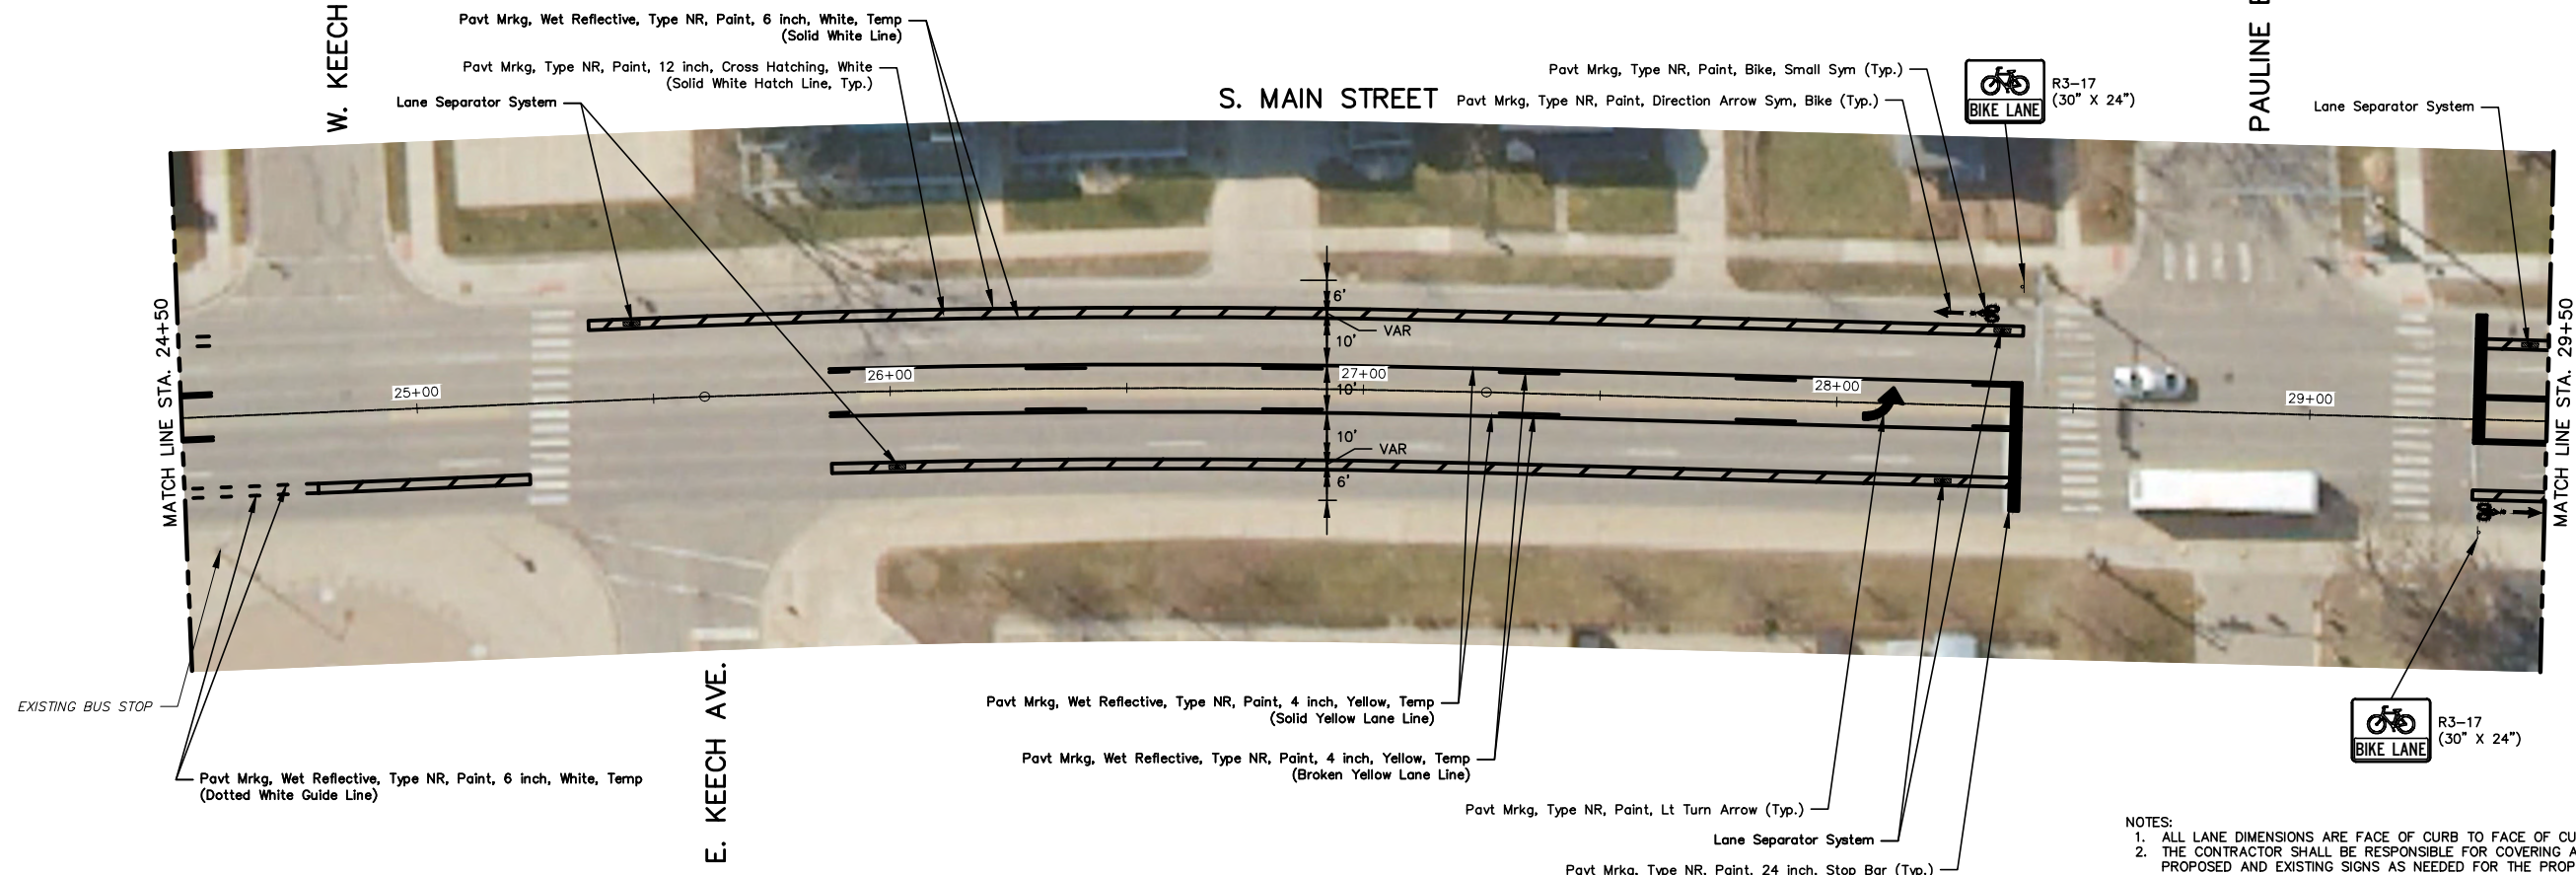 W. KEECH
Pavt Mrkg, Wet Reflective, Type NR, Paint, 6 inch, White, Temp
(Solid White Line)
Pavt Mrkg, Type NR, Paint, 12 inch, Cross Hatching, White
(Solid White Hatch Line, Typ.)
Lane Separator System
S. MAIN STREET
Pavt Mrkg, Type NR, Paint, Bike, Small Sym (Typ.)
Pavt Mrkg, Type NR, Paint, Direction Arrow Sym, Bike (Typ.)
BIKE LANE
R3-17
(30" X 24")
PAULINE
Lane Separator System
MATCH LINE STA. 24+50
MATCH LINE STA. 29+50
6'
VAR
10'
25+00
26+00
27+00
28+00
29+00
10'
10'
VAR
6'
EXISTING BUS STOP
Pavt Mrkg, Wet Reflective, Type NR, Paint, 6 inch, White, Temp
(Dotted White Guide Line)
E. KEECH AVE.
Pavt Mrkg, Wet Reflective, Type NR, Paint, 4 inch, Yellow, Temp
(Solid Yellow Lane Line)
Pavt Mrkg, Wet Reflective, Type NR, Paint, 4 inch, Yellow, Temp
(Broken Yellow Lane Line)
Pavt Mrkg, Type NR, Paint, Lt Turn Arrow (Typ.)
Lane Separator System
Pavt Mrkg, Type NR, Paint, 24 inch, Stop Bar (Typ.)
BIKE LANE
R3-17
(30" X 24")
NOTES:
1. ALL LANE DIMENSIONS ARE FACE OF CURB TO FACE OF CU
2. THE CONTRACTOR SHALL BE RESPONSIBLE FOR COVERING A
PROPOSED AND EXISTING SIGNS AS NEEDED FOR THE PROP